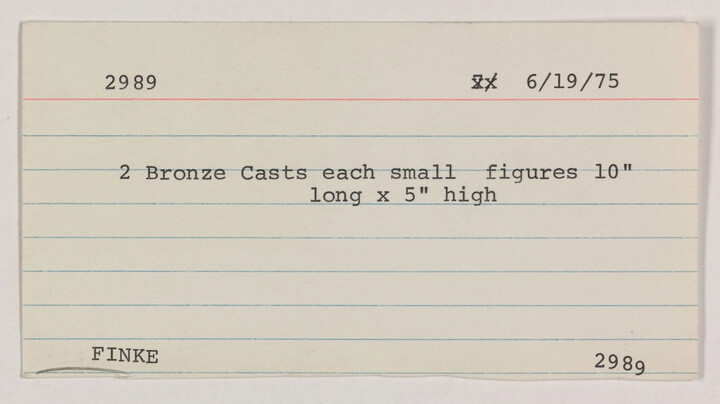 2989 6/19/75
2 Bronze Casts each small figures 10"
long x 5" high
FINKE 2989